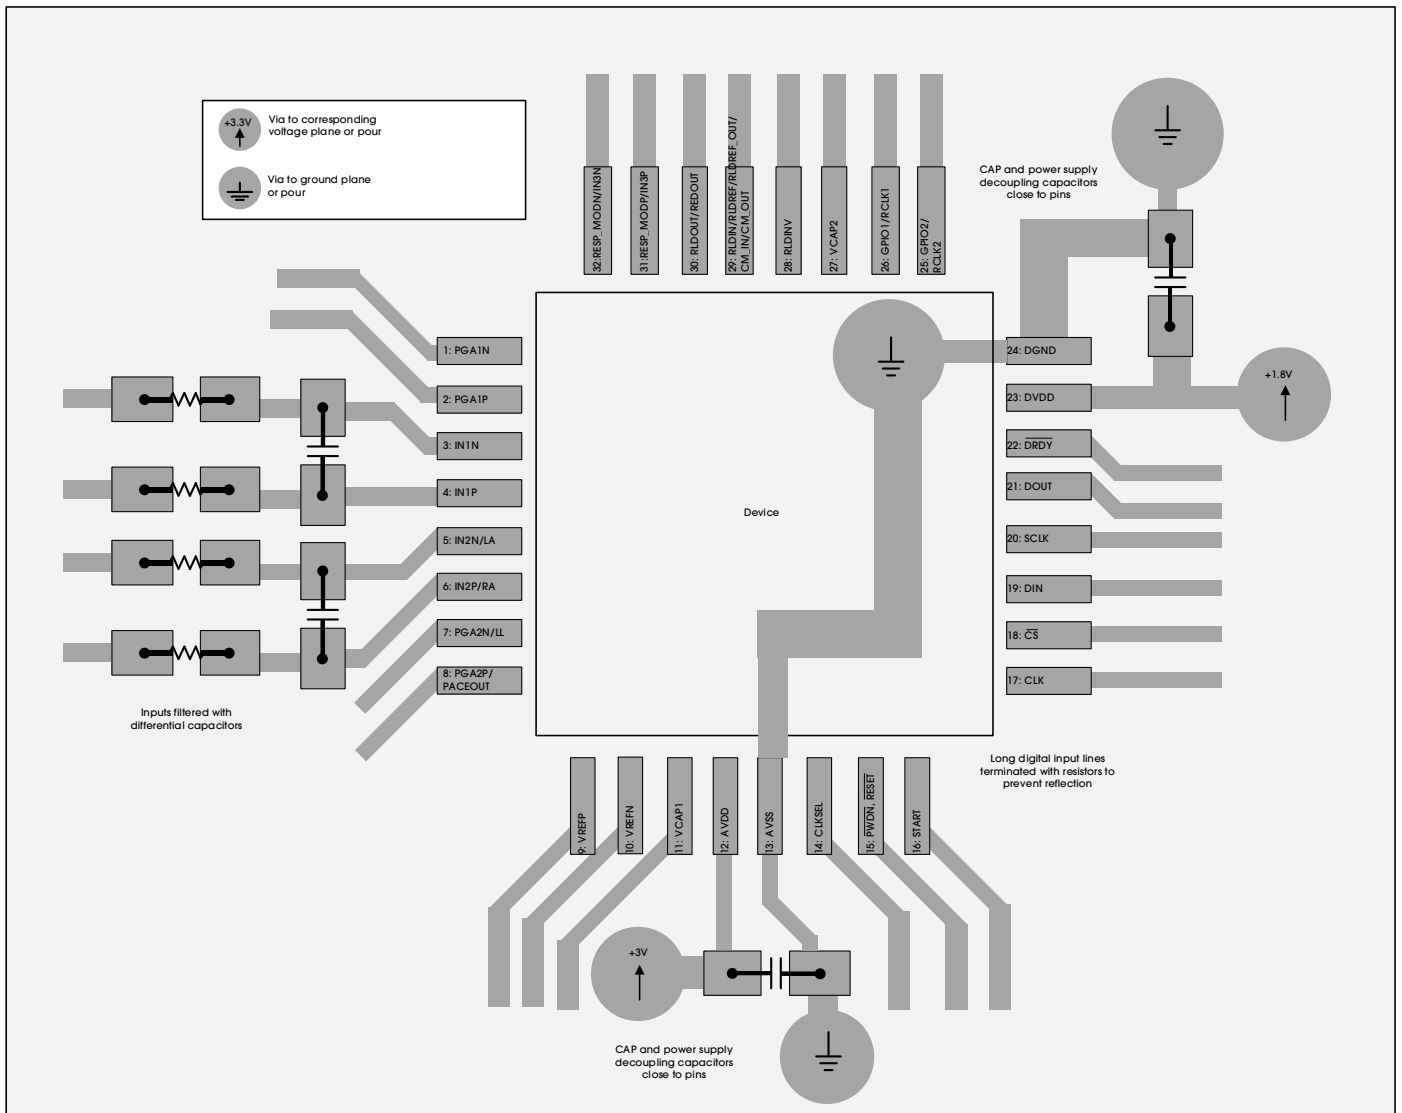 +3.3V
Via to corresponding
voltage plane or pour
Via to ground plane
or pour
32:RESP_MODN/IN3N
31:RESP_MODP/IN3P
30: RLDOUT/REDOUT
29: RLDIN/RLDREF/RLDREF_OUT/
CM_IN/CM_OUT
28: RLDINV
27: VCAP2
26: GPIO1/RCLK1
25: GPIO2/
RCLK2
CAP and power supply
decoupling capacitors
close to pins
1: PGA1N
2: PGA1P
3: IN1N
4: IN1P
5: IN2N/LA
6: IN2P/RA
7: PGA2N/LL
8: PGA2P/
PACEOUT
Device
24: DGND
23: DVDD
22: DRDY
21: DOUT
20: SCLK
19: DIN
18: CS
17: CLK
+1.8V
Inputs filtered with
differential capacitors
Long digital input lines
terminated with resistors to
prevent reflection
9: VREFP
10: VREFN
11: VCAP1
12: AVDD
13: AVSS
14: CLKSEL
15: PWDN, RESET
16: START
+3V
CAP and power supply
decoupling capacitors
close to pins